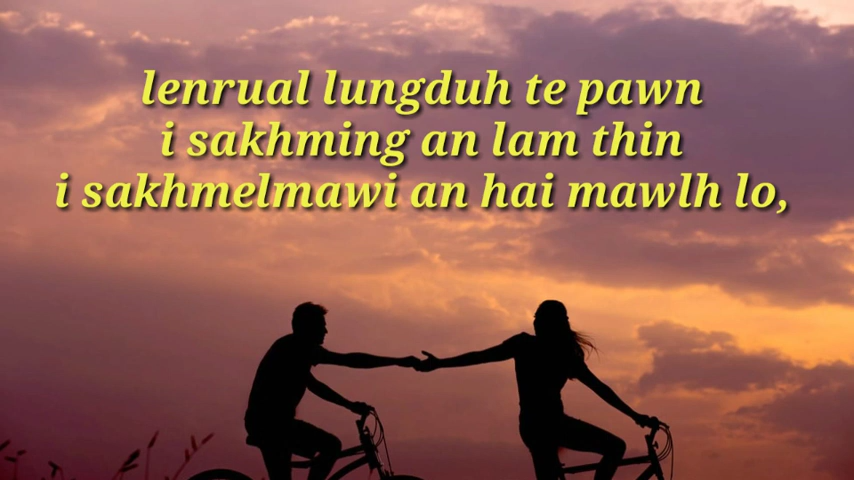 lenrual lungduh te pawn
i sakhming an lam thin
i sakhmelmawi an hai mawlh lo,